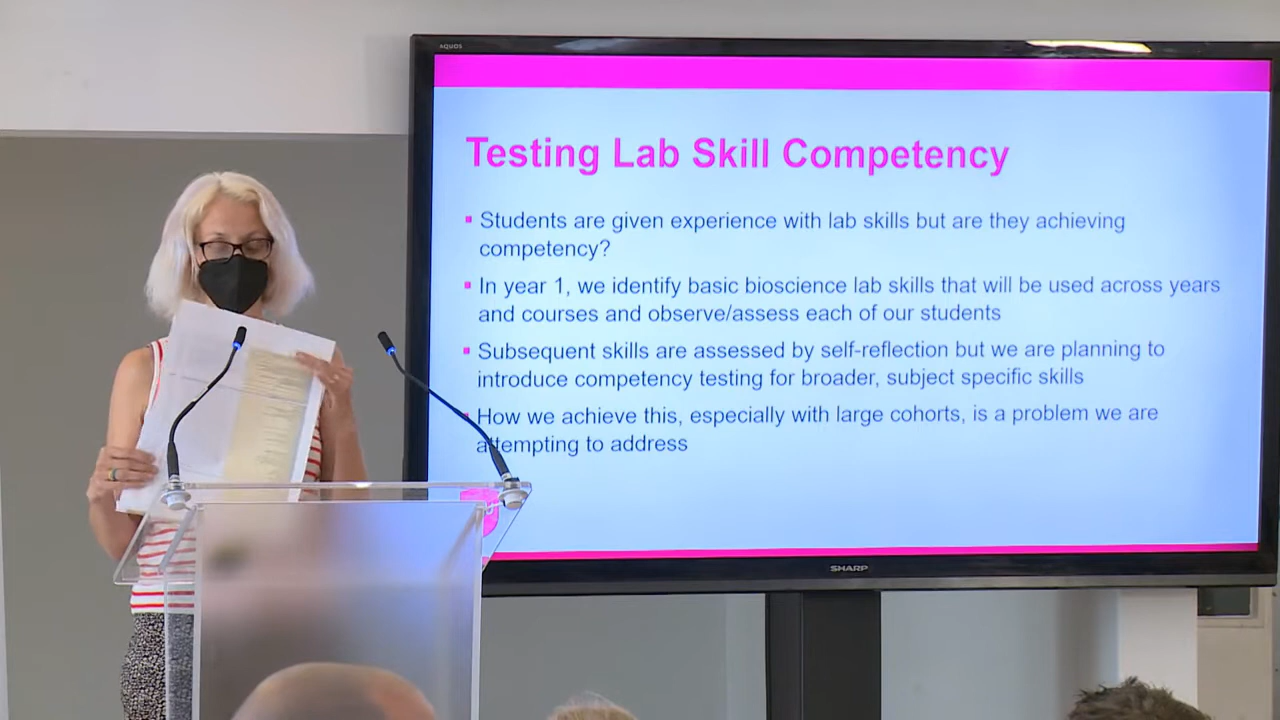 AQUOS
Testing Lab Skill Competency
Students are given experience with lab skills but are they achieving
competency?
In year 1, we identify basic bioscience lab skills that will be used across years
and courses and observe/assess each of our students
Subsequent skills are assessed by self-reflection but we are planning to
introduce competency testing for broader, subject specific skills
How we achieve this, especially with large cohorts, is a problem we are
attempting to address
SHARP